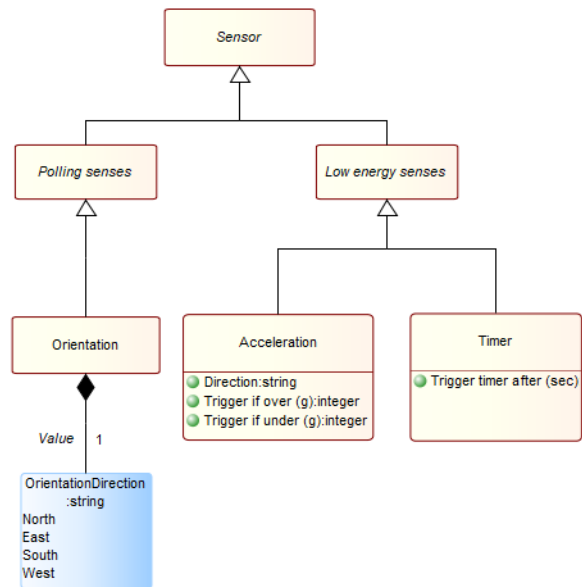 Sensor
Polling senses
Low energy senses
Orientation
Acceleration
Direction:string
Trigger if over (g):integer
Trigger if under (g):integer
Timer
Trigger timer after (sec)
Value
1
OrientationDirection
:string
North
East
South
West